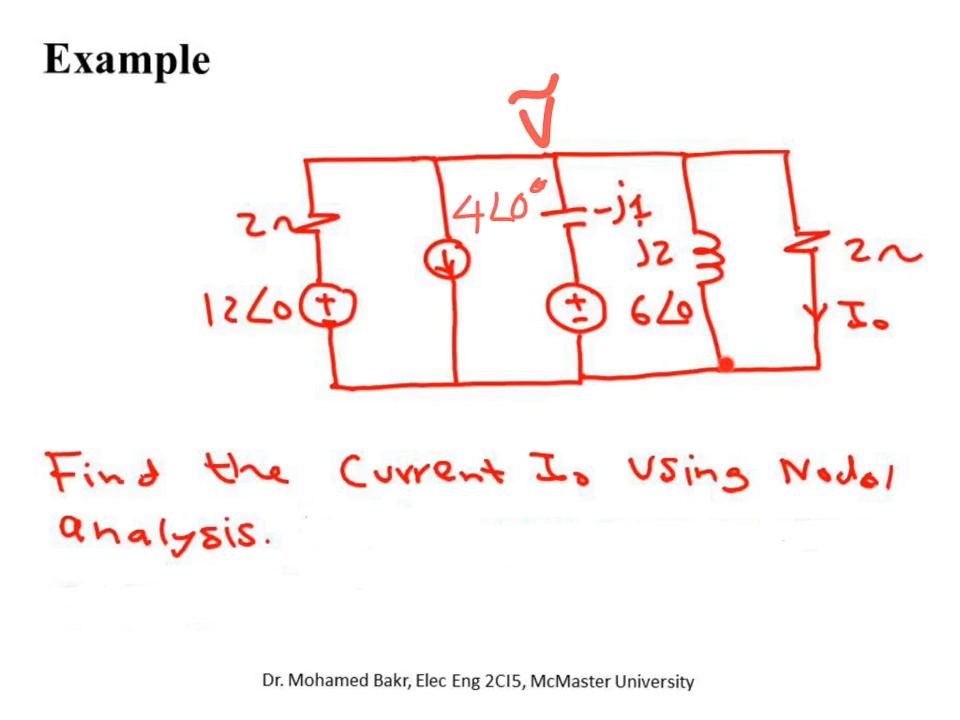 Example
V
4∠0°
-j1
2Ω
j2
2Ω
12∠0
+
-
+
-
6∠0
Io
Find the Current Io Using Nodal
analysis.
Dr. Mohamed Bakr, Elec Eng 2CI5, McMaster University